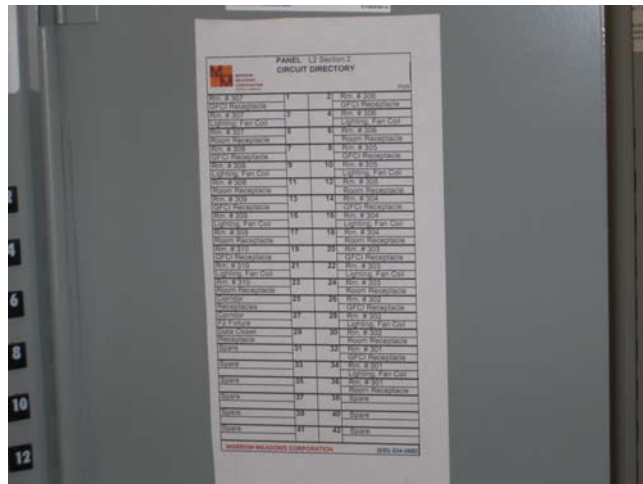 PANEL L2 Section 2
CIRCUIT DIRECTORY
MORROW
MEADOWS
CORPORATION
Rm. # 307 1 2 Rm. # 306
GFCI Receptacle GFCI Receptacle
Rm. # 307 3 4 Rm. # 306
Lighting, Fan Coil Lighting, Fan Coil
Rm. # 307 5 6 Rm. # 306
Room Receptacle Room Receptacle
Rm. # 308 7 8 Rm. # 305
GFCI Receptacle GFCI Receptacle
Rm. # 308 9 10 Rm. # 305
Lighting, Fan Coil Lighting, Fan Coil
Rm. # 308 11 12 Rm. # 305
Room Receptacle Room Receptacle
Rm. # 309 13 14 Rm. # 304
GFCI Receptacle GFCI Receptacle
Rm. # 309 15 16 Rm. # 304
Lighting, Fan Coil Lighting, Fan Coil
Rm. # 309 17 18 Rm. # 304
Room Receptacle Room Receptacle
Rm. # 310 19 20 Rm. # 303
GFCI Receptacle GFCI Receptacle
Rm. # 310 21 22 Rm. # 303
Lighting, Fan Coil Lighting, Fan Coil
Rm. # 310 23 24 Rm. # 303
Room Receptacle Room Receptacle
Corridor 25 26 Rm. # 302
Receptacles GFCI Receptacle
Corridor 27 28 Rm. # 302
F2 Fixture Lighting, Fan Coil
Data Closet 29 30 Rm. # 302
Receptacle Room Receptacle
Spare 31 32 Rm. # 301
GFCI Receptacle
Spare 33 34 Rm. # 301
Lighting, Fan Coil
Spare 35 36 Rm. # 301
Room Receptacle
Spare 37 38 Spare
Spare 39 40 Spare
Spare 41 42 Spare
MORROW-MEADOWS CORPORATION
2
4
6
8
10
12